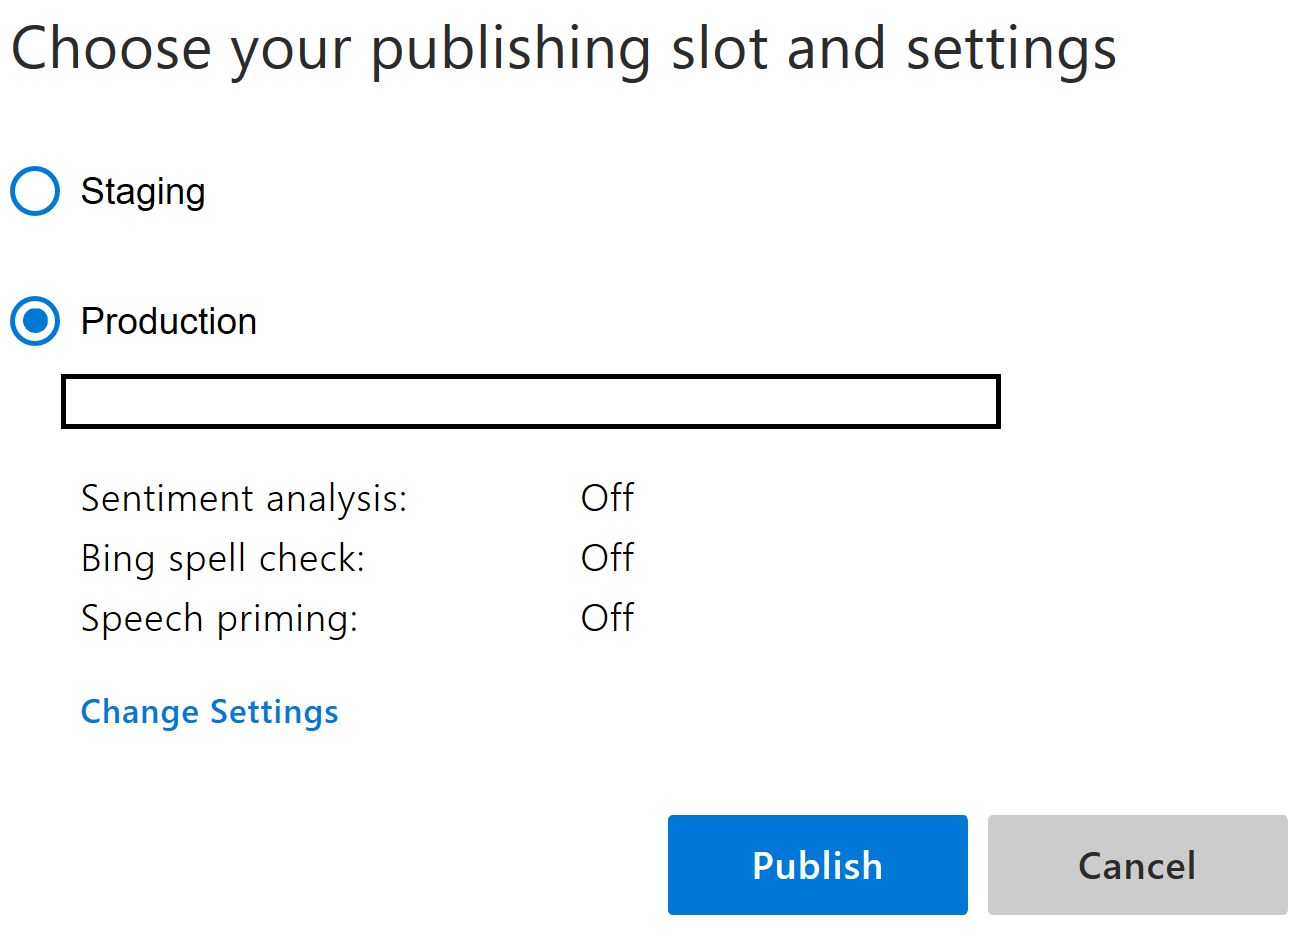 Choose your publishing slot and settings
Staging
Production
Sentiment analysis: Off
Bing spell check: Off
Speech priming: Off
Change Settings
Publish Cancel